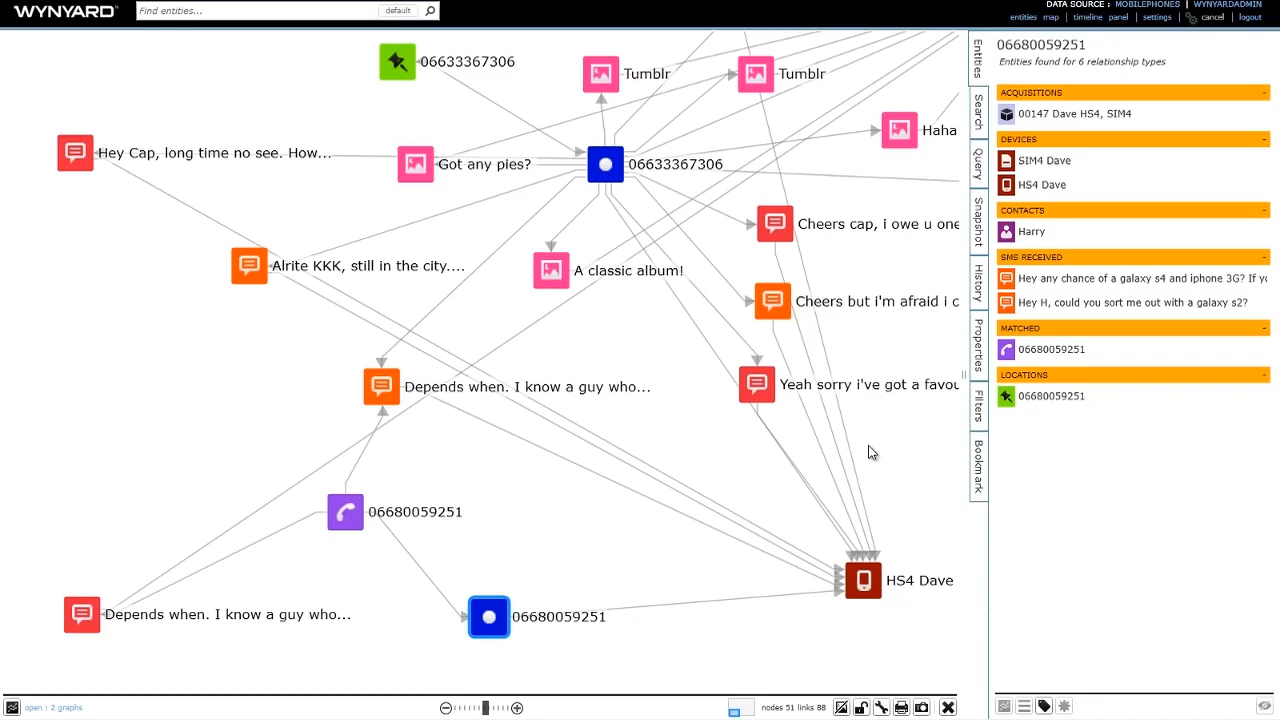 WYNYARD
Find entities...
default
DATA SOURCE : MOBILEPHONES | WYNYARDADMIN
entities map | timeline panel | settings | cancel | logout
06633367306
Tumblr
Tumblr
Haha
Hey Cap, long time no see. How...
Got any pies?
06633367306
Cheers cap, i owe u one
Alrite KKK, still in the city....
A classic album!
Cheers but i'm afraid i c
Depends when. I know a guy who...
Yeah sorry i've got a favou
06680059251
HS4 Dave
Depends when. I know a guy who...
06680059251
Entities
Search
Query
Snapshot
History
Properties
Filters
Bookmark
06680059251
Entities found for 6 relationship types
ACQUISITIONS -
00147 Dave HS4, SIM4
DEVICES -
SIM4 Dave
HS4 Dave
CONTACTS -
Harry
SMS RECEIVED -
Hey any chance of a galaxy s4 and iphone 3G? If yo
Hey H, could you sort me out with a galaxy s2?
MATCHED -
06680059251
LOCATIONS -
06680059251
open : 2 graphs
nodes 51 links 88